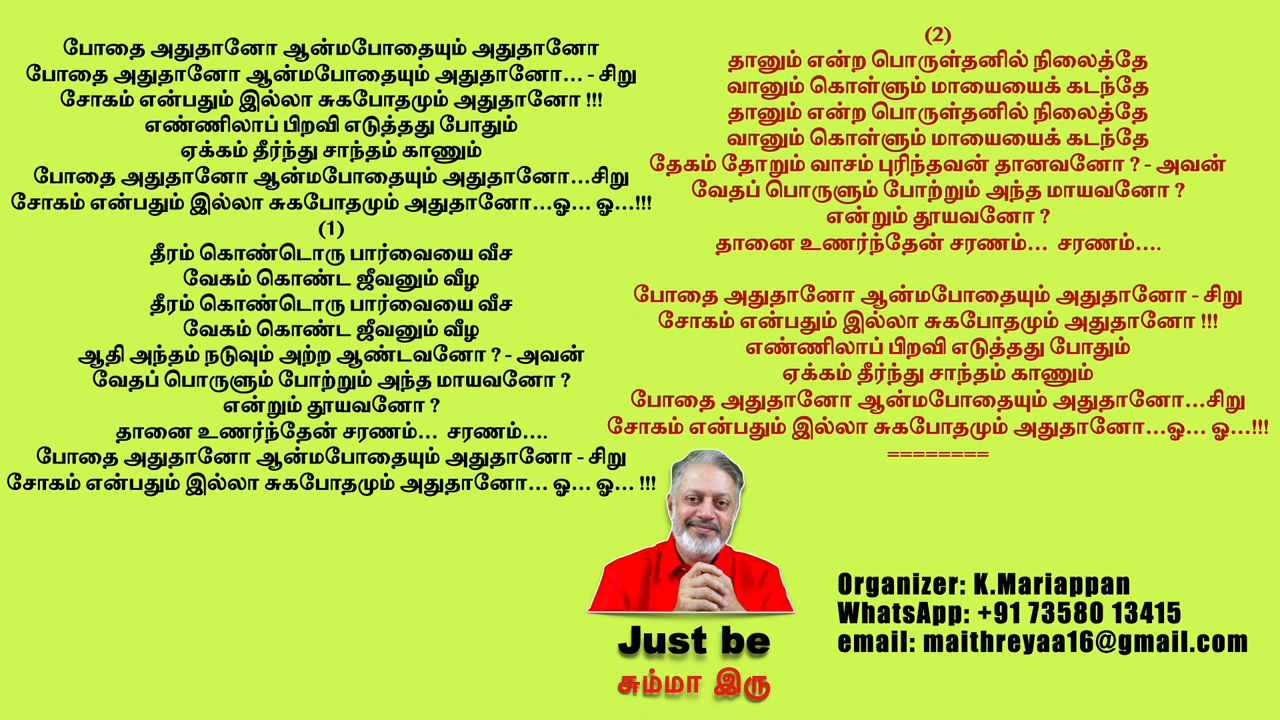 போதை அதுதானோ ஆன்மபோதையும் அதுதானோ
போதை அதுதானோ ஆன்மபோதையும் அதுதானோ... - சிறு
சோகம் என்பதும் இல்லா சுகபோதமும் அதுதானோ !!!
எண்ணிலாப் பிறவி எடுத்தது போதும்
ஏக்கம் தீர்ந்து சாந்தம் காணும்
போதை அதுதானோ ஆன்மபோதையும் அதுதானோ...சிறு
சோகம் என்பதும் இல்லா சுகபோதமும் அதுதானோ...ஓ... ஓ...!!!
(1)
தீரம் கொண்டொரு பார்வையை வீச
வேகம் கொண்ட ஜீவனும் வீழ
தீரம் கொண்டொரு பார்வையை வீச
வேகம் கொண்ட ஜீவனும் வீழ
ஆதி அந்தம் நடுவும் அற்ற ஆண்டவனோ ? - அவன்
வேதப் பொருளும் போற்றும் அந்த மாயவனோ ?
என்றும் தூயவனோ ?
தானை உணர்ந்தேன் சரணம்... சரணம்....
போதை அதுதானோ ஆன்மபோதையும் அதுதானோ - சிறு
சோகம் என்பதும் இல்லா சுகபோதமும் அதுதானோ... ஓ... ஓ... !!!
(2)
தானும் என்ற பொருள்தனில் நிலைத்தே
வானும் கொள்ளும் மாயையைக் கடந்தே
தானும் என்ற பொருள்தனில் நிலைத்தே
வானும் கொள்ளும் மாயையைக் கடந்தே
தேகம் தோறும் வாசம் புரிந்தவன் தானவனோ ? - அவன்
வேதப் பொருளும் போற்றும் அந்த மாயவனோ ?
என்றும் தூயவனோ ?
தானை உணர்ந்தேன் சரணம்... சரணம்....
போதை அதுதானோ ஆன்மபோதையும் அதுதானோ - சிறு
சோகம் என்பதும் இல்லா சுகபோதமும் அதுதானோ !!!
எண்ணிலாப் பிறவி எடுத்தது போதும்
ஏக்கம் தீர்ந்து சாந்தம் காணும்
போதை அதுதானோ ஆன்மபோதையும் அதுதானோ...சிறு
சோகம் என்பதும் இல்லா சுகபோதமும் அதுதானோ...ஓ... ஓ...!!!
========
Just be
சும்மா இரு
Organizer: K.Mariappan
WhatsApp: +91 73580 13415
email: maithreyaa16@gmail.com